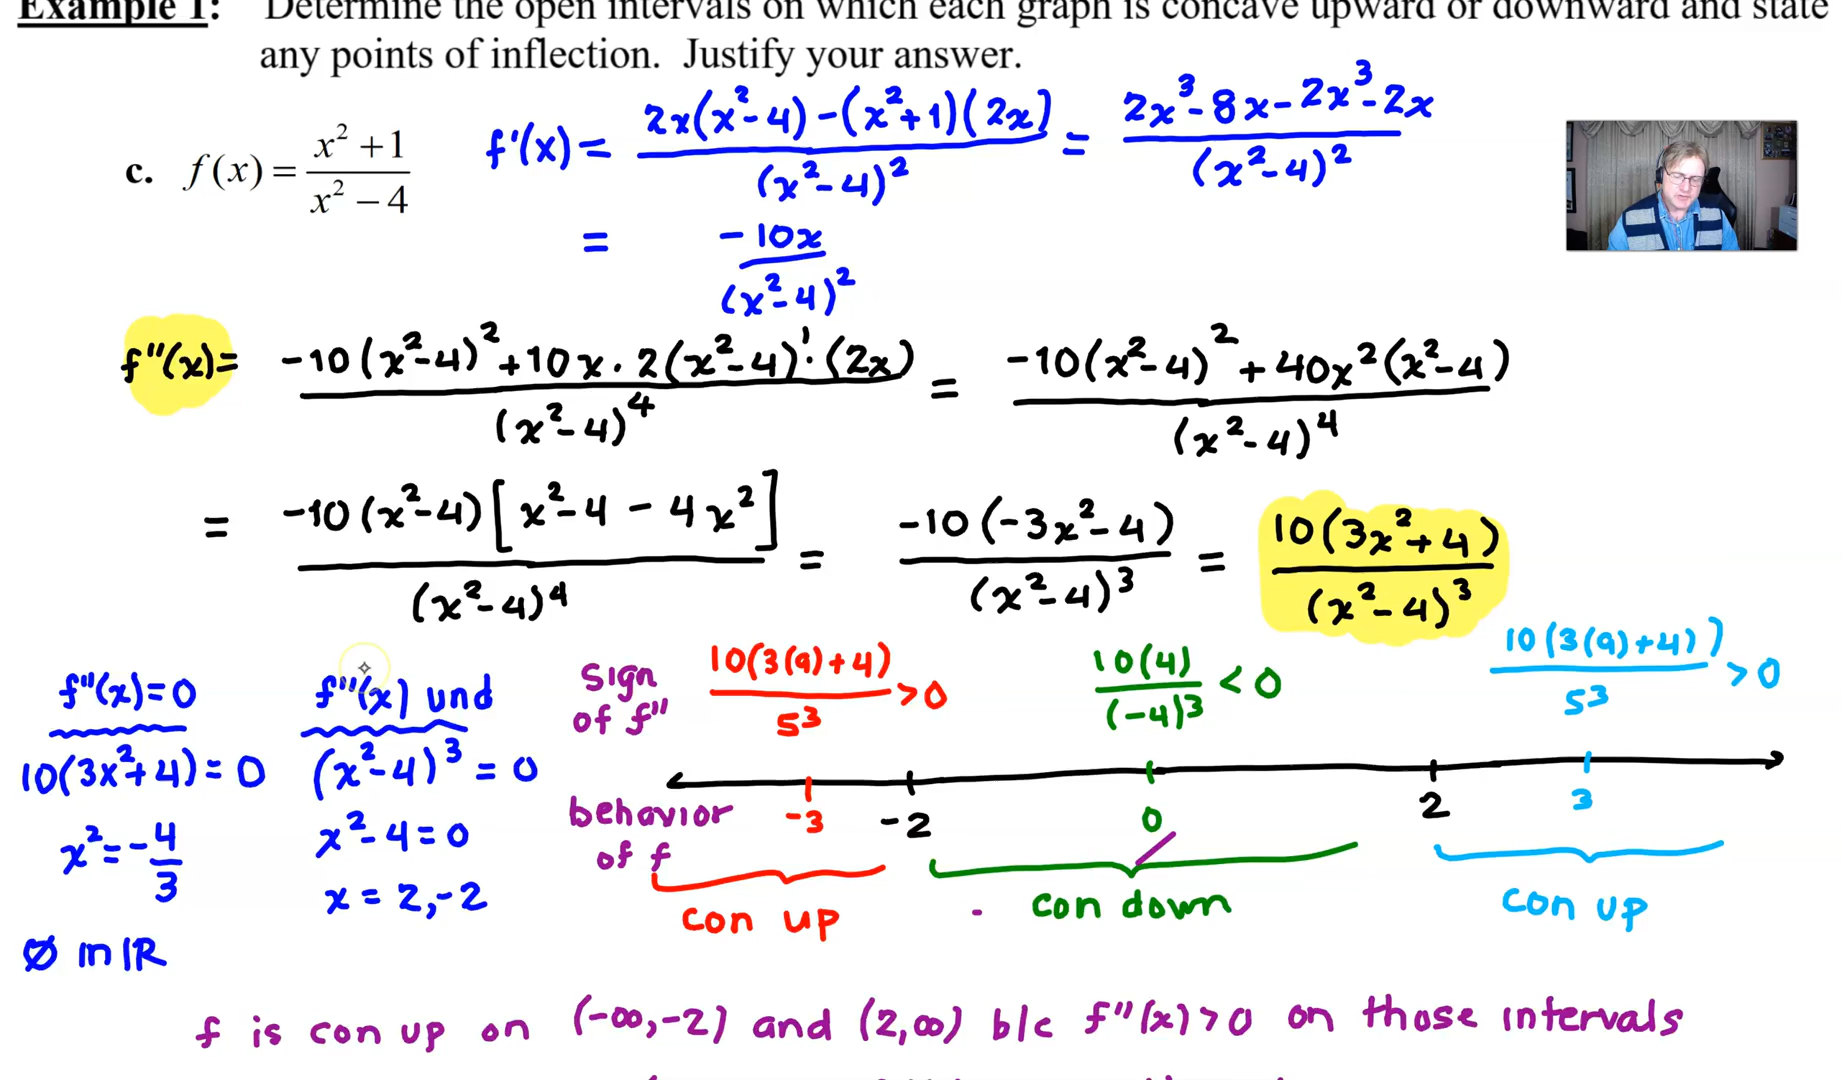 Example 1: Determine the open intervals on which each graph is concave upward or downward and state
any points of inflection. Justify your answer.
c. f(x) = (x² + 1)/(x² − 4)
f'(x) = (2x(x²-4) - (x²+1)(2x))/(x²-4)² = (2x³-8x-2x³-2x)/(x²-4)²
= -10x/(x²-4)²
f''(x) = (-10(x²-4)² + 10x · 2(x²-4)¹ · (2x))/(x²-4)⁴ = (-10(x²-4)² + 40x²(x²-4))/(x²-4)⁴
= (-10(x²-4)[x²-4 - 4x²])/(x²-4)⁴ = (-10(-3x²-4))/(x²-4)³ = (10(3x²+4))/(x²-4)³
f''(x)=0
10(3x²+4)=0
x²=-4/3
∅ in ℝ
f''(x) und
(x²-4)³=0
x²-4=0
x=2,-2
sign
of f''
10(3(9)+4)/5³ > 0
10(4)/(-4)³ < 0
10(3(9)+4))/5³ > 0
-3 -2 0 2 3
behavior
of f
con up con down con up
f is con up on (-∞,-2) and (2,∞) b/c f''(x)>0 on those intervals